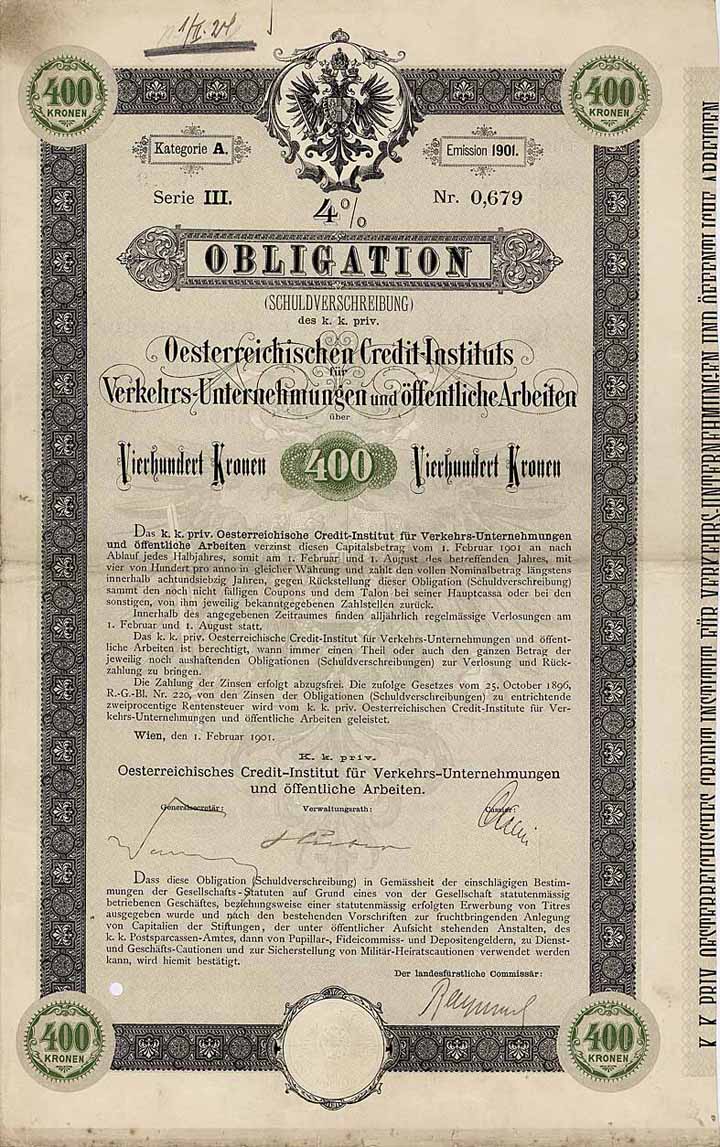 1/II. 20
400
KRONEN
400
KRONEN
Kategorie A.
Emission 1901.
Serie III.
Nr. 0,679
4%
OBLIGATION
(SCHULDVERSCHREIBUNG)
des k. k. priv.
Oesterreichischen Credit-Instituts
für
Verkehrs-Unternehmungen und öffentliche Arbeiten
über
Vierhundert Kronen 400 Vierhundert Kronen
Das k. k. priv. Oesterreichische Credit-Institut für Verkehrs-Unternehmungen
und öffentliche Arbeiten verzinst diesen Capitalsbetrag vom 1. Februar 1901 an nach
Ablauf jedes Halbjahres, somit am 1. Februar und 1. August des betreffenden Jahres, mit
vier von Hundert pro anno in gleicher Währung und zahlt den vollen Nominalbetrag längstens
innerhalb achtundsiebzig Jahren, gegen Rückstellung dieser Obligation (Schuldverschreibung)
sammt den noch nicht fälligen Coupons und dem Talon bei seiner Hauptcassa oder bei den
sonstigen, von ihm jeweilig bekanntgegebenen Zahlstellen zurück.
Innerhalb des angegebenen Zeitraumes finden alljährlich regelmässige Verlosungen am
1. Februar und 1. August statt.
Das k. k. priv. Oesterreichische Credit-Institut für Verkehrs-Unternehmungen und öffent-
liche Arbeiten ist berechtigt, wann immer einen Theil oder auch den ganzen Betrag der
jeweilig noch aushaftenden Obligationen (Schuldverschreibungen) zur Verlosung und Rück-
zahlung zu bringen.
Die Zahlung der Zinsen erfolgt abzugsfrei. Die zufolge Gesetzes vom 25. October 1896,
R.-G.-Bl. Nr. 220, von den Zinsen der Obligationen (Schuldverschreibungen) zu entrichtende
zweiprocentige Rentensteuer wird vom k. k. priv. Oesterreichischen Credit-Institute für Ver-
kehrs-Unternehmungen und öffentliche Arbeiten geleistet.
Wien, den 1. Februar 1901.
K. k. priv.
Oesterreichisches Credit-Institut für Verkehrs-Unternehmungen
und öffentliche Arbeiten.
Generalsecretär: Verwaltungsrath: Cassier:
Dass diese Obligation (Schuldverschreibung) in Gemässheit der einschlägigen Bestim-
mungen der Gesellschafts-Statuten auf Grund eines von der Gesellschaft statutenmässig
betriebenen Geschäftes, beziehungsweise einer statutenmässig erfolgten Erwerbung von Titres
ausgegeben wurde und nach den bestehenden Vorschriften zur fruchtbringenden Anlegung
von Capitalien der Stiftungen, der unter öffentlicher Aufsicht stehenden Anstalten, des
k. k. Postsparcassen-Amtes, dann von Pupillar-, Fideicommiss- und Depositengeldern, zu Dienst-
und Geschäfts-Cautionen und zur Sicherstellung von Militär-Heiratscautionen verwendet werden
kann, wird hiemit bestätigt.
Der landesfürstliche Commissär:
400
KRONEN
400
KRONEN
K. K. PRIV. OESTERREICHISCHES CREDIT-INSTITUT FÜR VERKEHRS-UNTERNEHMUNGEN UND ÖFFENTLICHE ARBEITEN